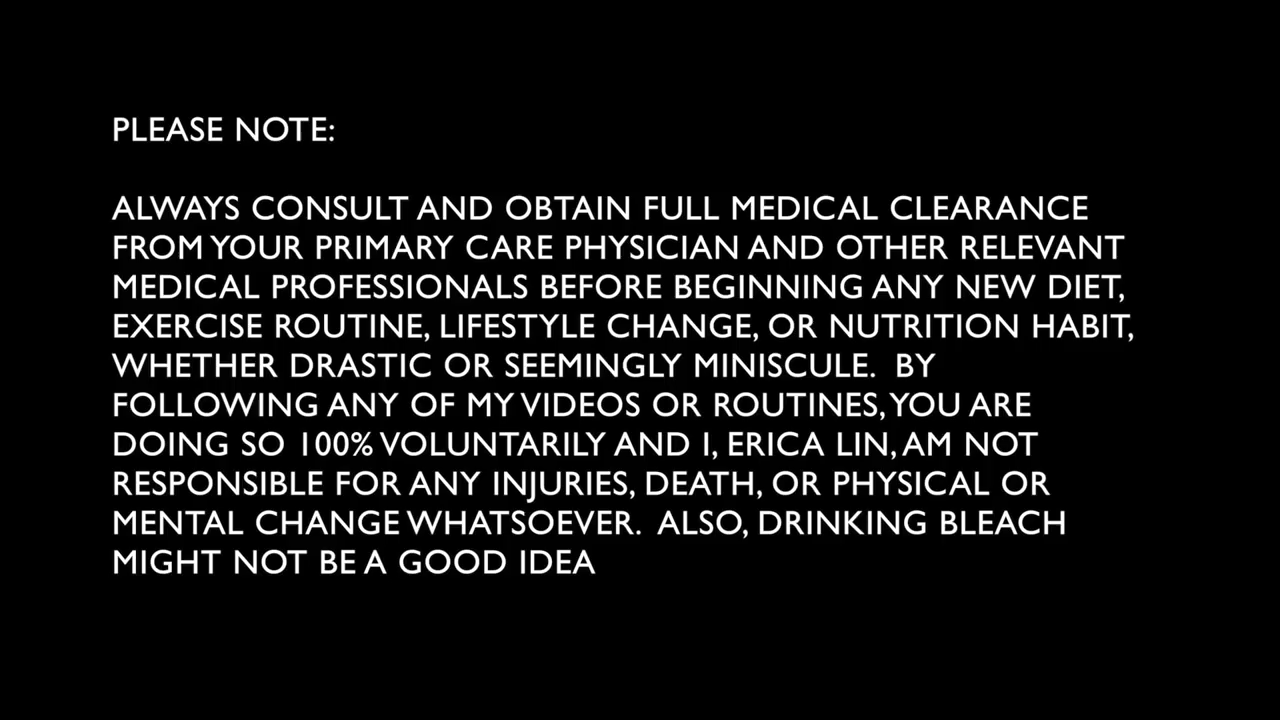 PLEASE NOTE:
ALWAYS CONSULT AND OBTAIN FULL MEDICAL CLEARANCE
FROM YOUR PRIMARY CARE PHYSICIAN AND OTHER RELEVANT
MEDICAL PROFESSIONALS BEFORE BEGINNING ANY NEW DIET,
EXERCISE ROUTINE, LIFESTYLE CHANGE, OR NUTRITION HABIT,
WHETHER DRASTIC OR SEEMINGLY MINISCULE.  BY
FOLLOWING ANY OF MY VIDEOS OR ROUTINES, YOU ARE
DOING SO 100% VOLUNTARILY AND I, ERICA LIN, AM NOT
RESPONSIBLE FOR ANY INJURIES, DEATH, OR PHYSICAL OR
MENTAL CHANGE WHATSOEVER.  ALSO, DRINKING BLEACH
MIGHT NOT BE A GOOD IDEA